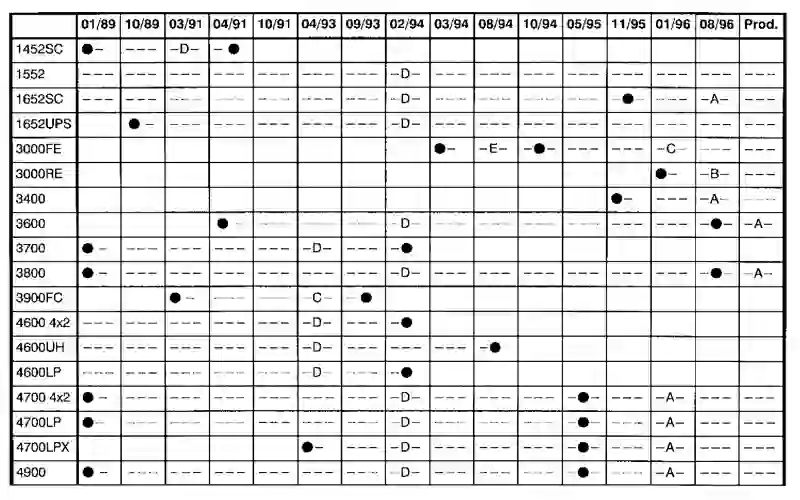 01/89 10/89 03/91 04/91 10/91 04/93 09/93 02/94 03/94 08/94 10/94 05/95 11/95 01/96 08/96 Prod.
1452SC ●- --- -D- -●
1552 -D- --- --- --- --- --- --- --- ---
1652SC --- --- --- --- --- --- --- -D- --- --- --- --- ● --- -A- ---
1652UPS ●- --- --- --- --- --- -D- --- --- --- --- --- --- --- ---
3000FE ●- -E- -●- --- --- -C- --- ---
3000RE ●- -B- ---
3400 ●- --- -A- ---
3600 ●- --- --- --- -D- --- --- --- --- --- --- -●- -A-
3700 ●- --- --- --- --- -D- --- -●
3800 ●- --- --- --- --- --- --- -D- --- --- --- --- --- --- -●- -A-
3900FC ●- --- --- -C- -●
4600 4x2 --- --- --- --- --- -D- --- -●
4600UH --- --- --- --- --- -D- --- --- --- -●
4600LP --- --- --- --- --- -D- --- -●
4700 4x2 ●- --- --- --- --- --- --- -D- --- --- --- -●- --- -A- --- ---
4700LP ●- --- --- --- --- --- --- -D- --- --- --- -●- --- -A- --- ---
4700LPX ●- --- -D- --- --- --- -●- --- -A- --- ---
4900 ●- --- --- --- --- --- --- -D- --- --- --- -●- --- -A- --- ---